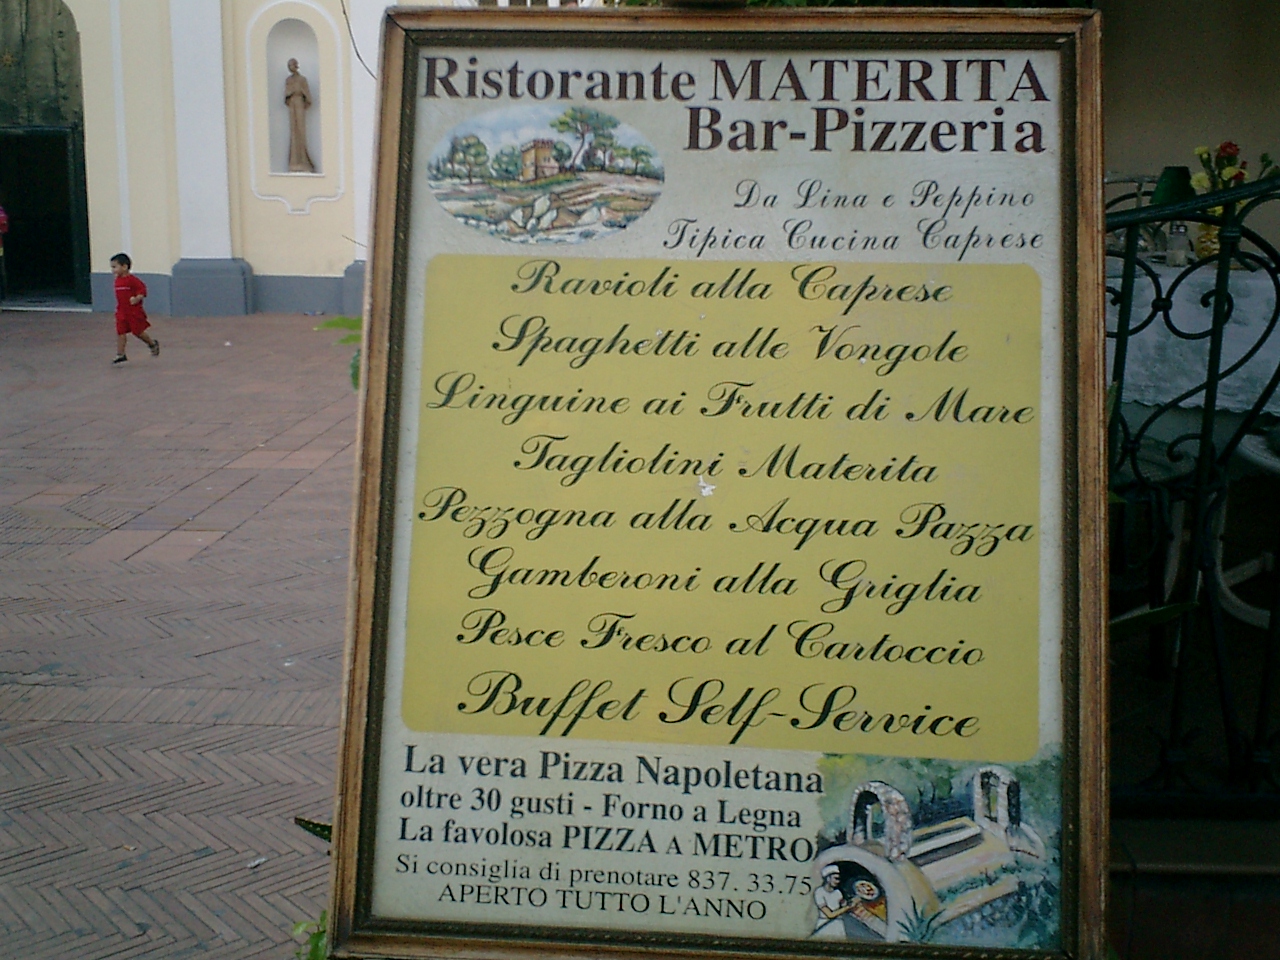 Ristorante MATERITA
Bar-Pizzeria
Da Lina e Peppino
Tipica Cucina Caprese
Ravioli alla Caprese
Spaghetti alle Vongole
Linguine ai Frutti di Mare
Tagliolini Materita
Pezzogna alla Acqua Pazza
Gamberoni alla Griglia
Pesce Fresco al Cartoccio
Buffet Self-Service
La vera Pizza Napoletana
oltre 30 gusti - Forno a Legna
La favolosa PIZZA A METRO
Si consiglia di prenotare 837. 33.75
APERTO TUTTO L'ANNO